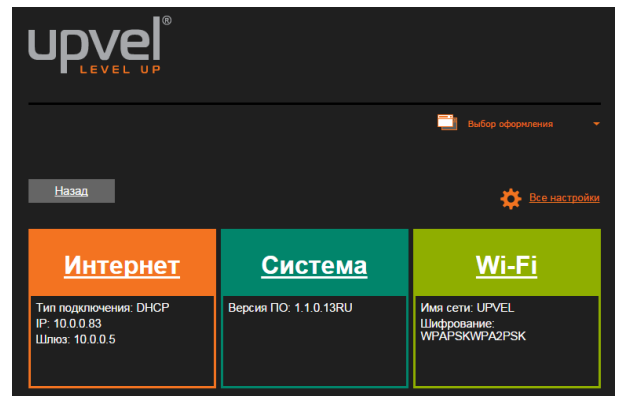 upvel®
LEVEL UP
Выбор оформления
Назад
Все настройки
Интернет
Тип подключения: DHCP
IP: 10.0.0.83
Шлюз: 10.0.0.5
Система
Версия ПО: 1.1.0.13RU
Wi-Fi
Имя сети: UPVEL
Шифрование:
WPAPSKWPA2PSK